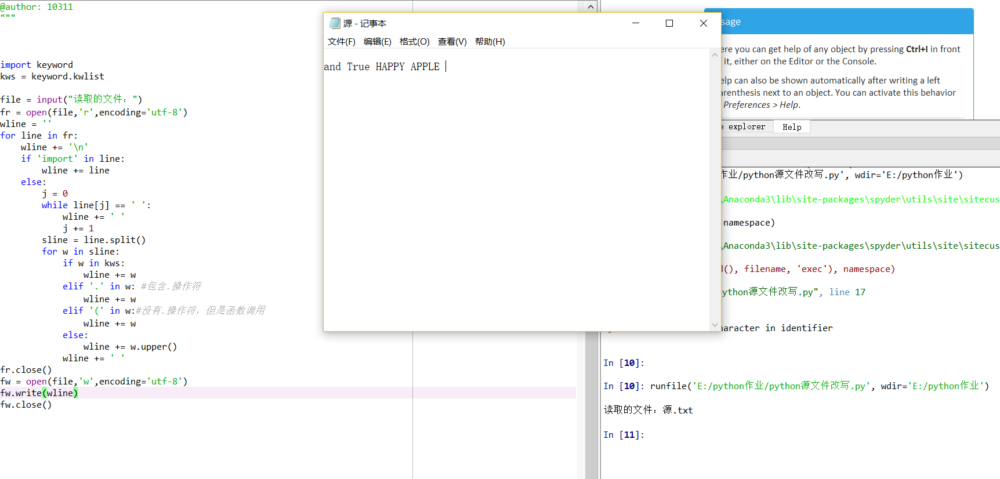 @author: 10311
"""
import keyword
kws = keyword.kwlist
file = input("读取的文件：")
fr = open(file,'r',encoding='utf-8')
wline = ''
for line in fr:
    wline += '\n'
    if 'import' in line:
        wline += line
    else:
        j = 0
        while line[j] == ' ':
            wline += ' '
            j += 1
        sline = line.split()
        for w in sline:
            if w in kws:
                wline += w
            elif '.' in w: #包含.操作符
                wline += w
            elif '(' in w:#没有.操作符，但是函数调用
                wline += w
            else:
                wline += w.upper()
            wline += ' '
fr.close()
fw = open(file,'w',encoding='utf-8')
fw.write(wline)
fw.close()
源 - 记事本
文件(F) 编辑(E) 格式(O) 查看(V) 帮助(H)
and True HAPPY APPLE
sage
ere you can get help of any object by pressing Ctrl+I in front
it, either on the Editor or the Console.
elp can also be shown automatically after writing a left
arenthesis next to an object. You can activate this behavior
Preferences > Help.
e explorer Help
作业/python源文件改写.py', wdir='E:/python作业')
\Anaconda3\lib\site-packages\spyder\utils\site\sitecus
namespace)
\Anaconda3\lib\site-packages\spyder\utils\site\sitecus
(), filename, 'exec'), namespace)
python源文件改写.py", line 17
haracter in identifier
In [10]:
In [10]: runfile('E:/python作业/python源文件改写.py', wdir='E:/python作业')
读取的文件：源.txt
In [11]: